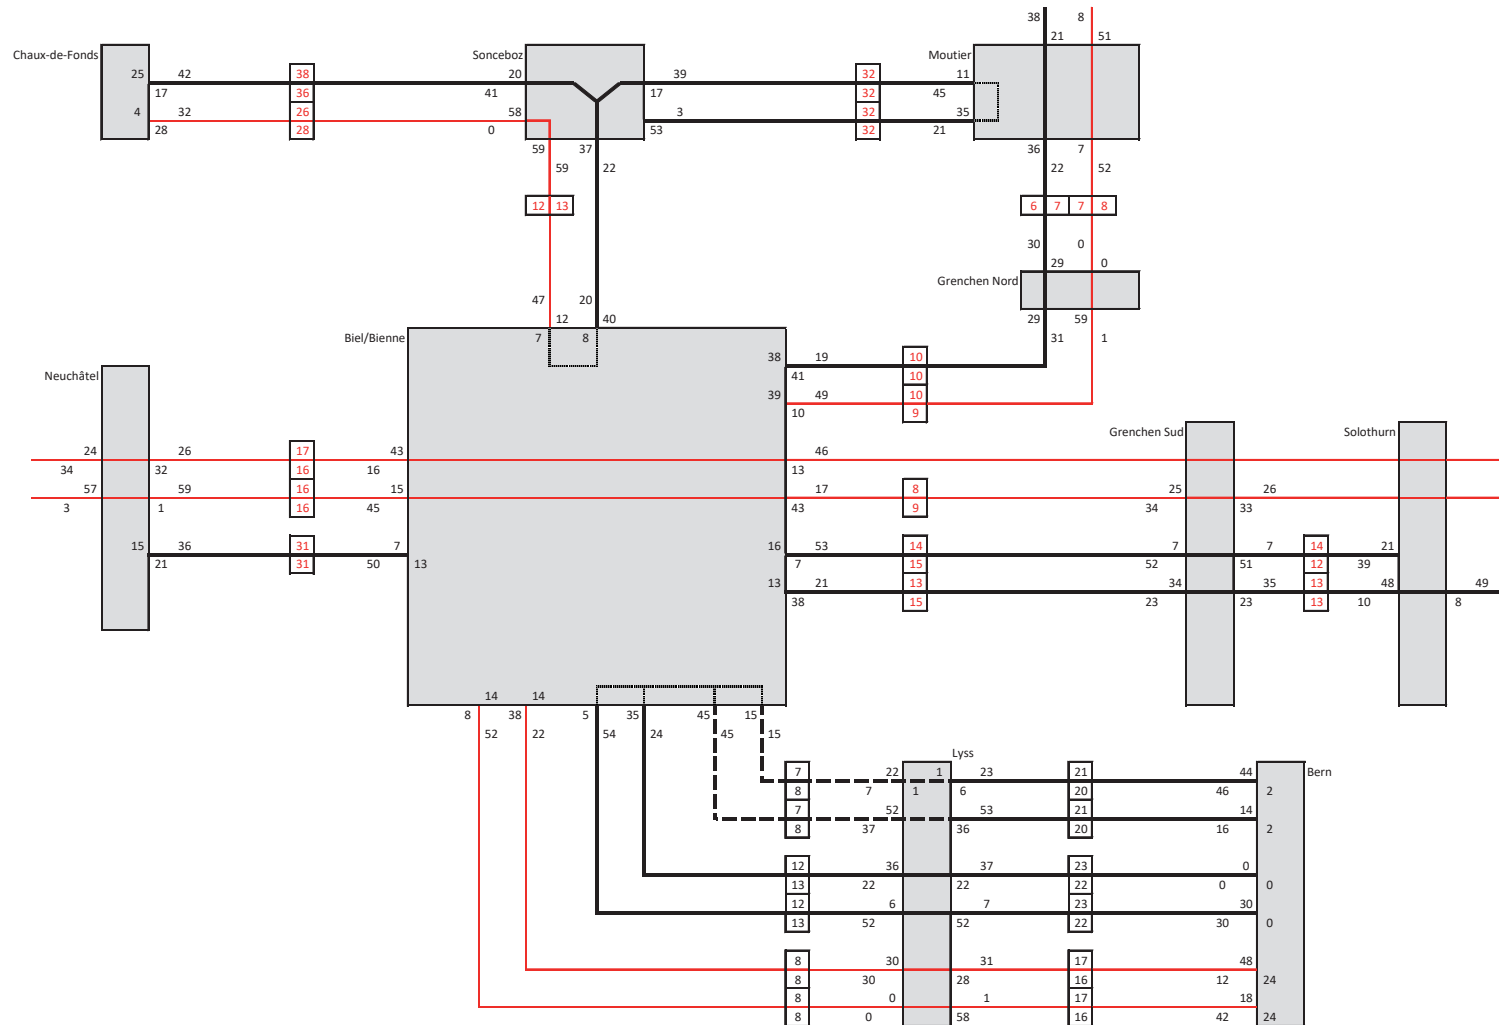 38 8
21 51
Chaux-de-Fonds Sonceboz Moutier
25 42 38 20 39 32 11
17 36 41 17 32 45
4 32 26 58 3 32 35
28 28 0 53 32 21
59 37 36 7
59 22 22 52
12 13 6 7 7 8
30 0
29 0
Grenchen Nord
47 20
12 40
29 59
Biel/Bienne 7 8 31 1
38 19 10
Neuchâtel 41 10
39 49 10
10 9
Grenchen Sud Solothurn
24 26 17 43 46
34 32 16 16 13
57 59 16 15 17 8 25 26
3 1 16 45 43 9 34 33
15 36 31 7 16 53 14 7 7 14 21
21 31 50 13 7 15 52 51 12 39
13 21 13 34 35 13 48 49
38 15 23 23 13 10 8
14 14
8 38 5 35 45 15
52 22 54 24 45 15
Lyss
7 22 1 23 21 44 Bern
8 7 1 6 20 46 2
7 52 53 21 14
8 37 36 20 16 2
12 36 37 23 0
13 22 22 22 0 0
12 6 7 23 30
13 52 52 22 30 0
8 30 31 17 48
8 30 28 16 12 24
8 0 1 17 18
8 0 58 16 42 24